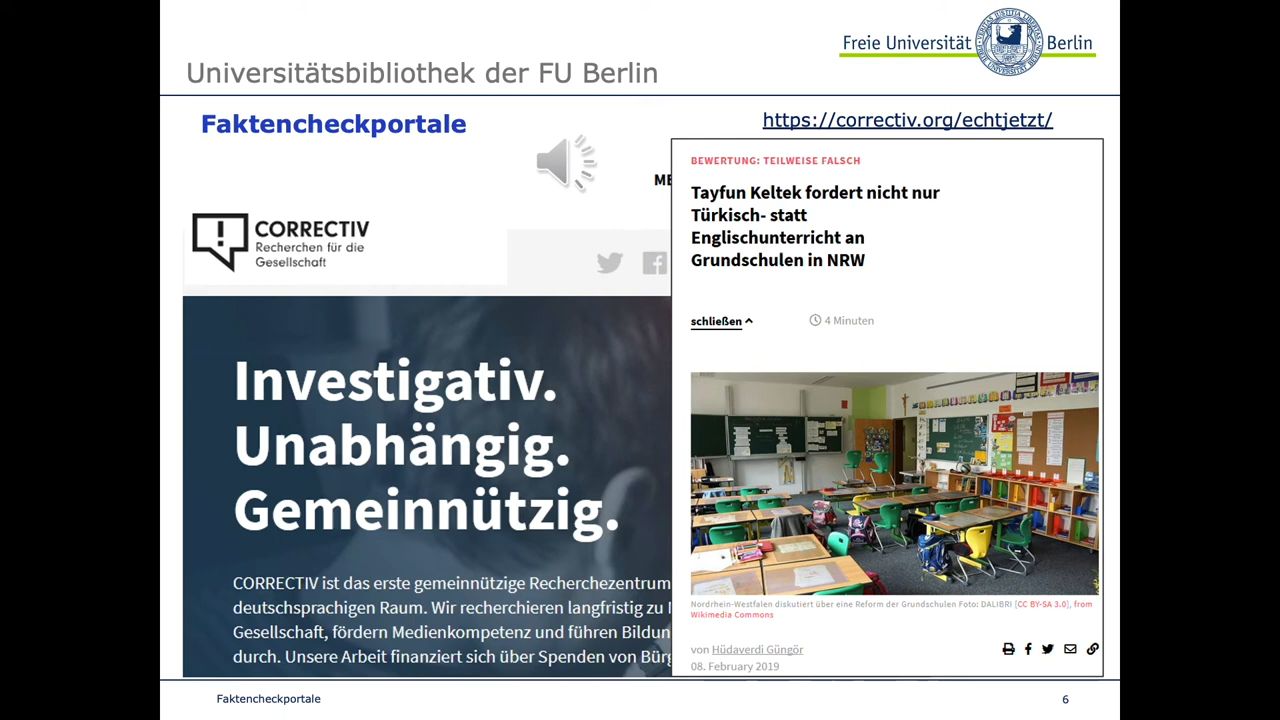 Freie Universität Berlin
Universitätsbibliothek der FU Berlin
Faktencheckportale
https://correctiv.org/echtjetzt/
CORRECTIV
Recherchen für die
Gesellschaft
Investigativ.
Unabhängig.
Gemeinnützig.
CORRECTIV ist das erste gemeinnützige Recherchezentrum
deutschsprachigen Raum. Wir recherchieren langfristig zu
Gesellschaft, fördern Medienkompetenz und führen
durch. Unsere Arbeit finanziert sich über Spenden von
BEWERTUNG: TEILWEISE FALSCH
Tayfun Keltek fordert nicht nur
Türkisch- statt
Englischunterricht an
Grundschulen in NRW
schließen
4 Minuten
Nordrhein-Westfalen diskutiert über eine Reform der Grundschulen Foto: DALIBRI [CC BY-SA 3.0], from
Wikimedia Commons
von Hüdaverdi Güngör
08. February 2019
Faktencheckportale
6